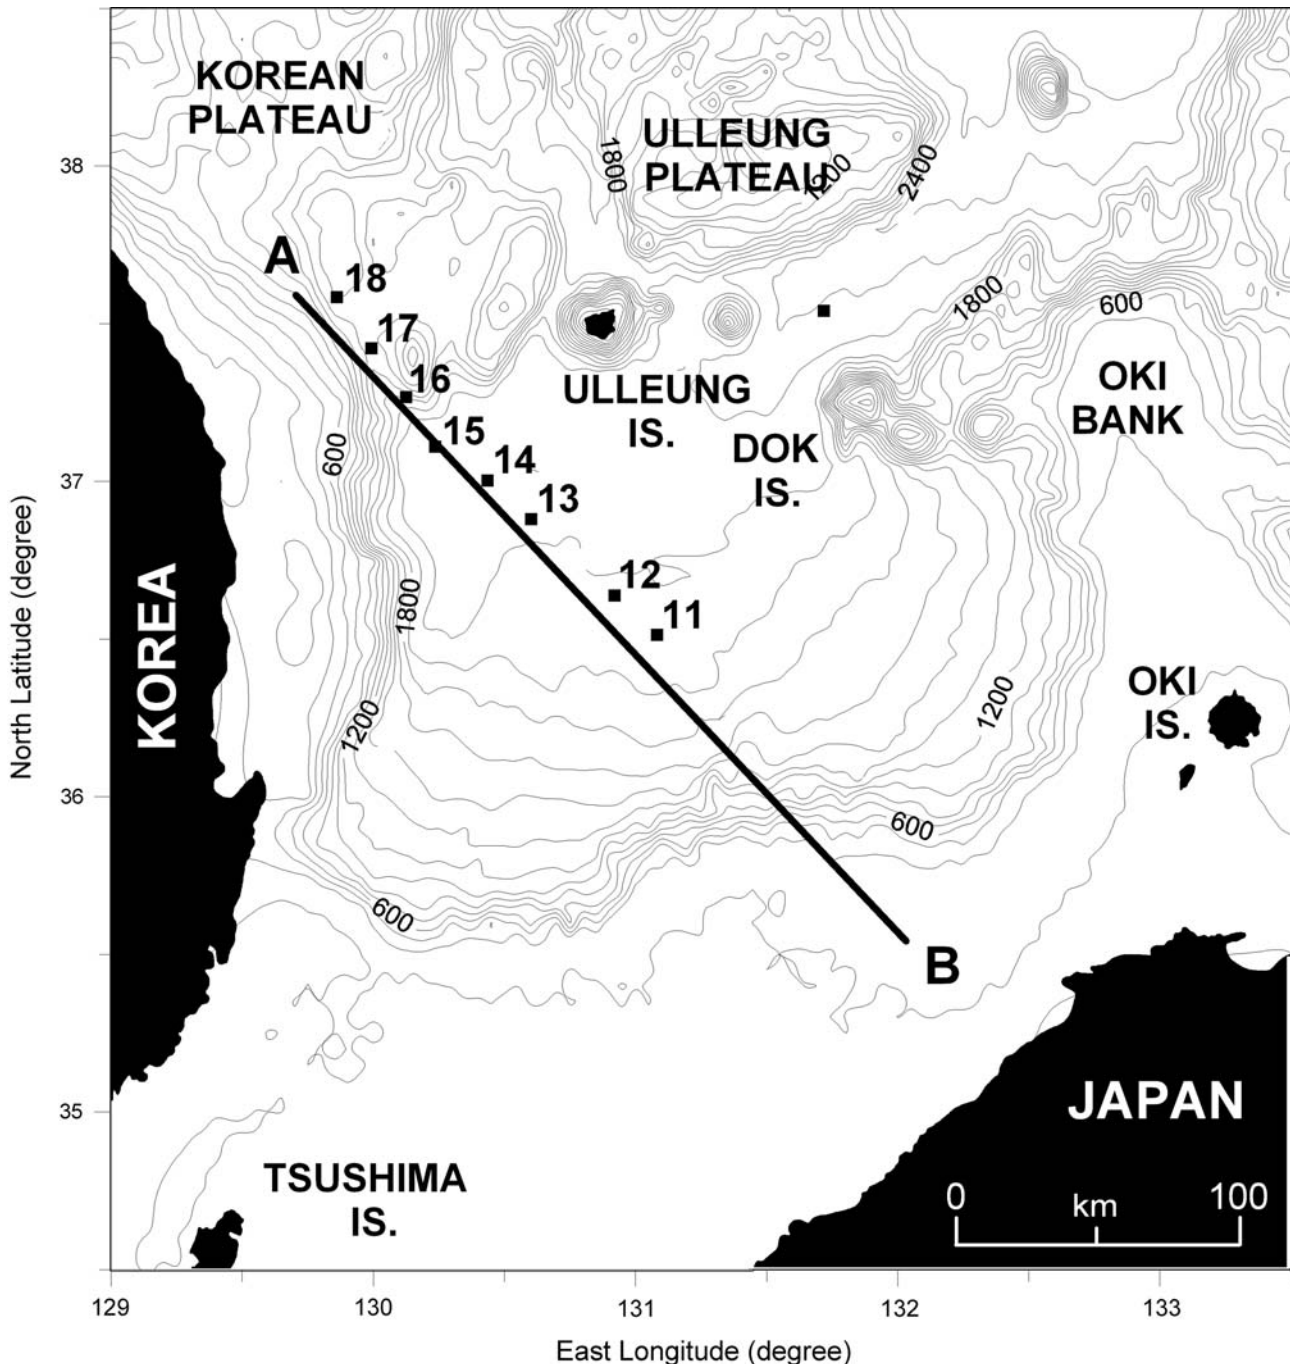 KOREAN
PLATEAU
ULLEUNG
PLATEAU
1800
1200
2400
38
A
18
17
16
15
14
13
12
11
1800
600
ULLEUNG
IS.
DOK
IS.
OKI
BANK
600
37
1800
1200
KOREA
OKI
IS.
1200
36
600
600
B
35
JAPAN
TSUSHIMA
IS.
0
km
100
129
130
131
132
133
North Latitude (degree)
East Longitude (degree)